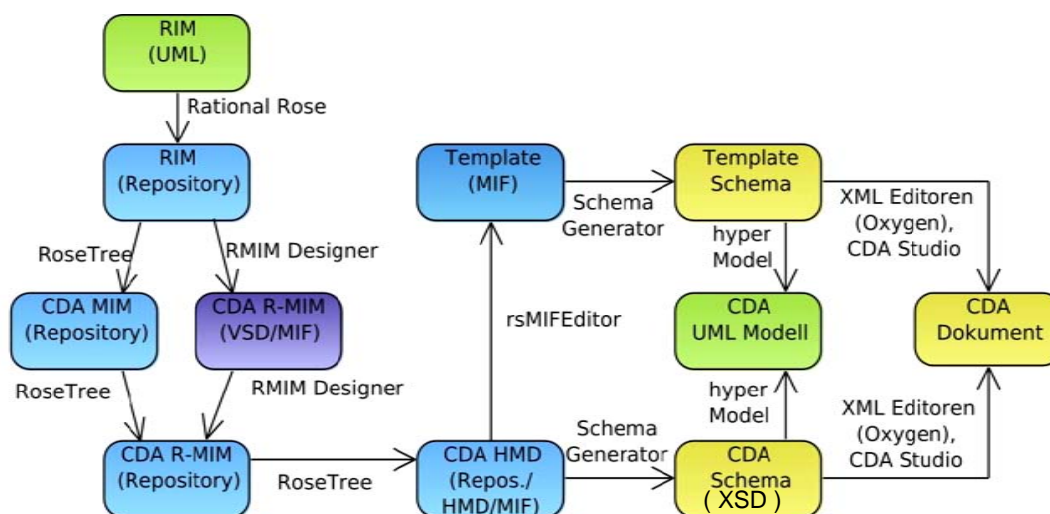 RIM
(UML)
Rational Rose
RIM
(Repository)
Template
(MIF)
Template
Schema
Schema
Generator
XML Editoren
(Oxygen),
CDA Studio
RoseTree
RMIM Designer
hyper
Model
CDA MIM
(Repository)
CDA R-MIM
(VSD/MIF)
rsMIFEditor
CDA
UML Modell
CDA
Dokument
RoseTree
RMIM Designer
hyper
Model
XML Editoren
(Oxygen),
CDA Studio
Schema
Generator
CDA R-MIM
(Repository)
RoseTree
CDA HMD
(Repos./
HMD/MIF)
CDA
Schema
( XSD )